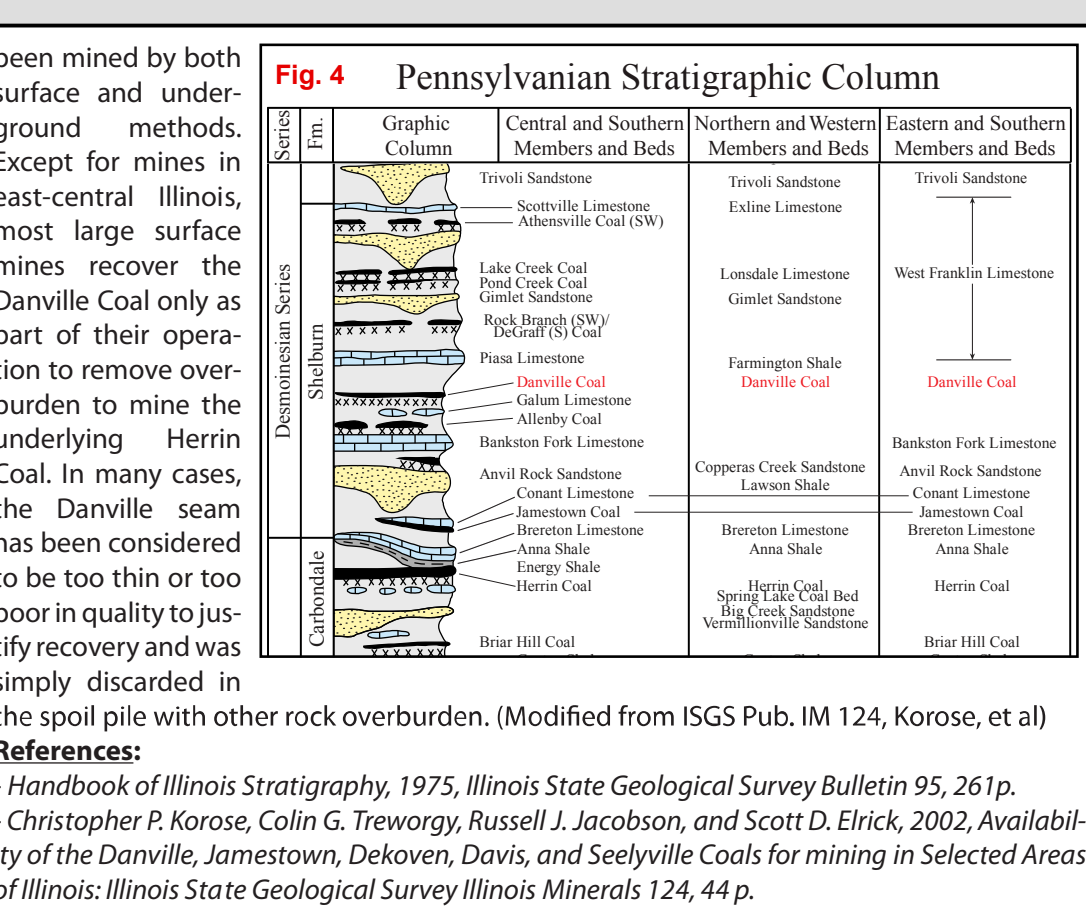 been mined by both
surface and under-
ground methods.
Except for mines in
east-central Illinois,
most large surface
mines recover the
Danville Coal only as
part of their opera-
tion to remove over-
burden to mine the
underlying Herrin
Coal. In many cases,
the Danville seam
has been considered
to be too thin or too
poor in quality to jus-
tify recovery and was
simply discarded in
the spoil pile with other rock overburden. (Modified from ISGS Pub. IM 124, Korose, et al)
Fig. 4 Pennsylvanian Stratigraphic Column
Series
Fm.
Graphic
Column
Central and Southern
Members and Beds
Northern and Western
Members and Beds
Eastern and Southern
Members and Beds
Desmoinesian Series
Shelburn
Carbondale
Trivoli Sandstone
Scottville Limestone
Athensville Coal (SW)
Lake Creek Coal
Pond Creek Coal
Gimlet Sandstone
Rock Branch (SW)/
DeGraff (S) Coal
Piasa Limestone
Danville Coal
Galum Limestone
Allenby Coal
Bankston Fork Limestone
Anvil Rock Sandstone
Conant Limestone
Jamestown Coal
Brereton Limestone
Anna Shale
Energy Shale
Herrin Coal
Briar Hill Coal
Trivoli Sandstone
Exline Limestone
Lonsdale Limestone
Gimlet Sandstone
Farmington Shale
Danville Coal
Copperas Creek Sandstone
Lawson Shale
Brereton Limestone
Anna Shale
Herrin Coal
Spring Lake Coal Bed
Big Creek Sandstone
Vermillionville Sandstone
Trivoli Sandstone
West Franklin Limestone
Danville Coal
Bankston Fork Limestone
Anvil Rock Sandstone
Conant Limestone
Jamestown Coal
Brereton Limestone
Anna Shale
Herrin Coal
Briar Hill Coal
References:
- Handbook of Illinois Stratigraphy, 1975, Illinois State Geological Survey Bulletin 95, 261p.
- Christopher P. Korose, Colin G. Treworgy, Russell J. Jacobson, and Scott D. Elrick, 2002, Availabil-
ty of the Danville, Jamestown, Dekoven, Davis, and Seelyville Coals for mining in Selected Areas
of Illinois: Illinois State Geological Survey Illinois Minerals 124, 44 p.